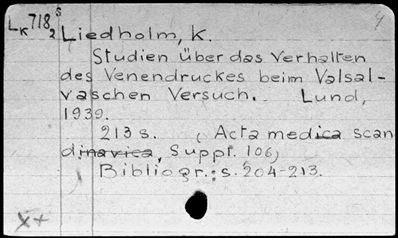 Lk 718 2 s
Liedholm, K.
Studien über das Verhalten
des Venendruckes beim Valsal-
vaschen Versuch. Lund,
1939.
213 s. (Acta medica scan
dinavica, Suppl. 106)
Bibliogr.: s. 204-213.
X+